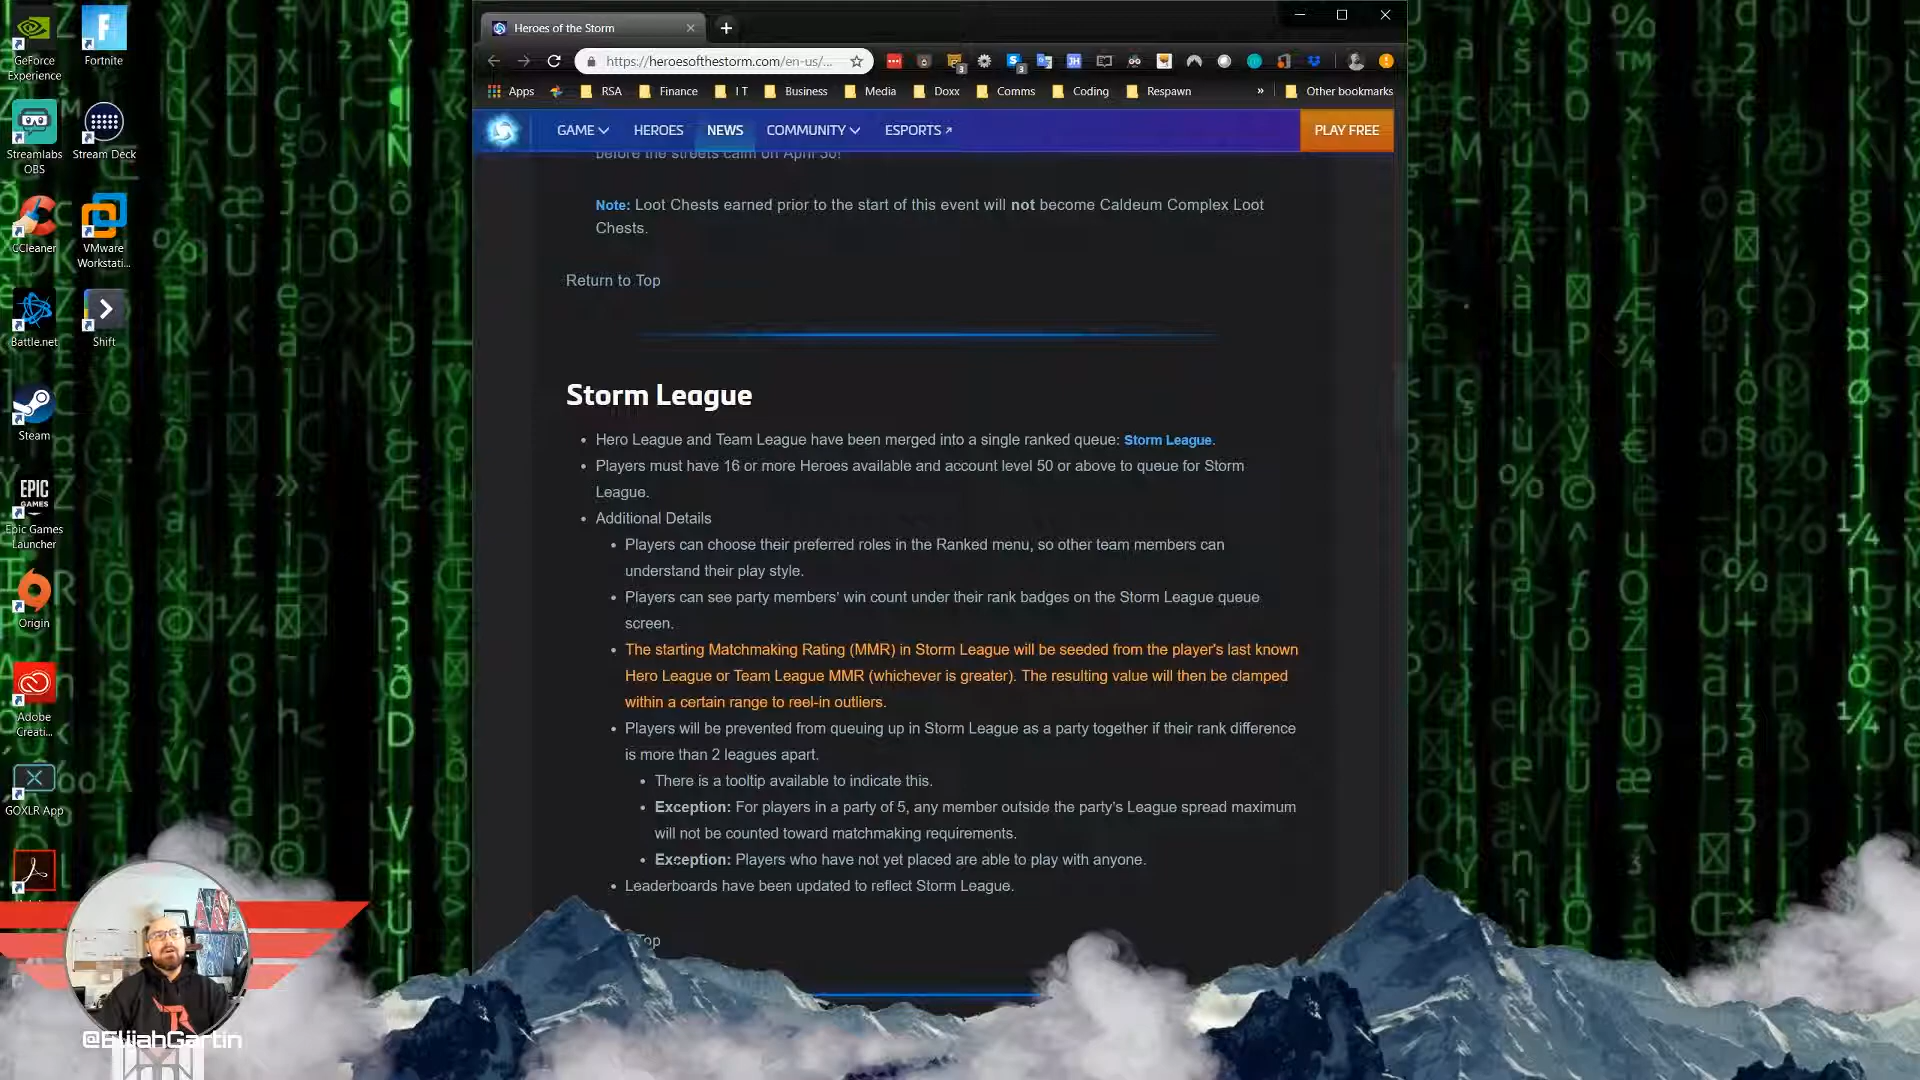 GeForce
Experience
Fortnite
Streamlabs
OBS
Stream Deck
CCleaner
VMware
Workstati...
Battle.net
Shift
Steam
EPIC
GAMES
Epic Games
Launcher
Origin
Adobe
Creati...
GOXLR App
@ElijahGartin
Heroes of the Storm
https://heroesofthestorm.com/en-us/...
Apps RSA Finance I T Business Media Doxx Comms Coding Respawn » Other bookmarks
GAME HEROES NEWS COMMUNITY ESPORTS PLAY FREE
before the streets calm on April 30!
Note: Loot Chests earned prior to the start of this event will not become Caldeum Complex Loot
Chests.
Return to Top
Storm League
Hero League and Team League have been merged into a single ranked queue: Storm League.
Players must have 16 or more Heroes available and account level 50 or above to queue for Storm
League.
Additional Details
Players can choose their preferred roles in the Ranked menu, so other team members can
understand their play style.
Players can see party members' win count under their rank badges on the Storm League queue
screen.
The starting Matchmaking Rating (MMR) in Storm League will be seeded from the player's last known
Hero League or Team League MMR (whichever is greater). The resulting value will then be clamped
within a certain range to reel-in outliers.
Players will be prevented from queuing up in Storm League as a party together if their rank difference
is more than 2 leagues apart.
There is a tooltip available to indicate this.
Exception: For players in a party of 5, any member outside the party's League spread maximum
will not be counted toward matchmaking requirements.
Exception: Players who have not yet placed are able to play with anyone.
Leaderboards have been updated to reflect Storm League.
Top